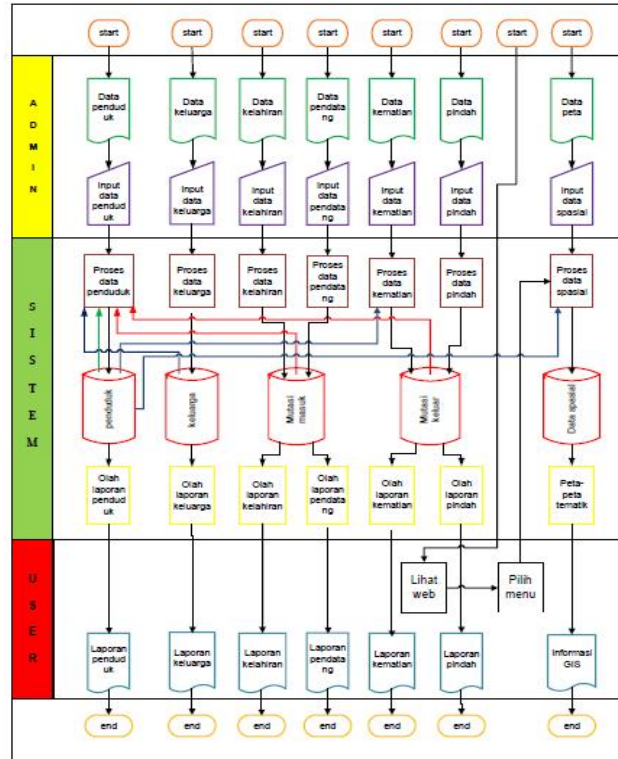 start start start start start start start start
ADMIN
Data
pendud
uk
Data
keluarga
Data
kelahiran
Data
pendata
ng
Data
kematian
Data
pindah
Data
peta
Input
data
pendud
uk
Input
data
keluarga
Input
data
kelahiran
Input
data
pendata
ng
Input
data
kematian
Input
data
pindah
Input
data
spasial
SISTEM
Proses
data
penduduk
Proses
data
keluarga
Proses
data
kelahiran
Proses
data
pendata
ng
Proses
data
kematian
Proses
data
pindah
Proses
data
spasial
penduduk
keluarga
Mutasi
masuk
Mutasi
keluar
Data spasial
Olah
laporan
pendud
uk
Olah
laporan
keluarga
Olah
laporan
kelahiran
Olah
laporan
pendata
ng
Olah
laporan
kematian
Olah
laporan
pindah
Peta-
peta
tematik
USER
Lihat
web
Pilih
menu
Laporan
pendud
uk
Laporan
keluarga
Laporan
kelahiran
Laporan
pendata
ng
Laporan
kematian
Laporan
pindah
Informasi
GIS
end end end end end end end